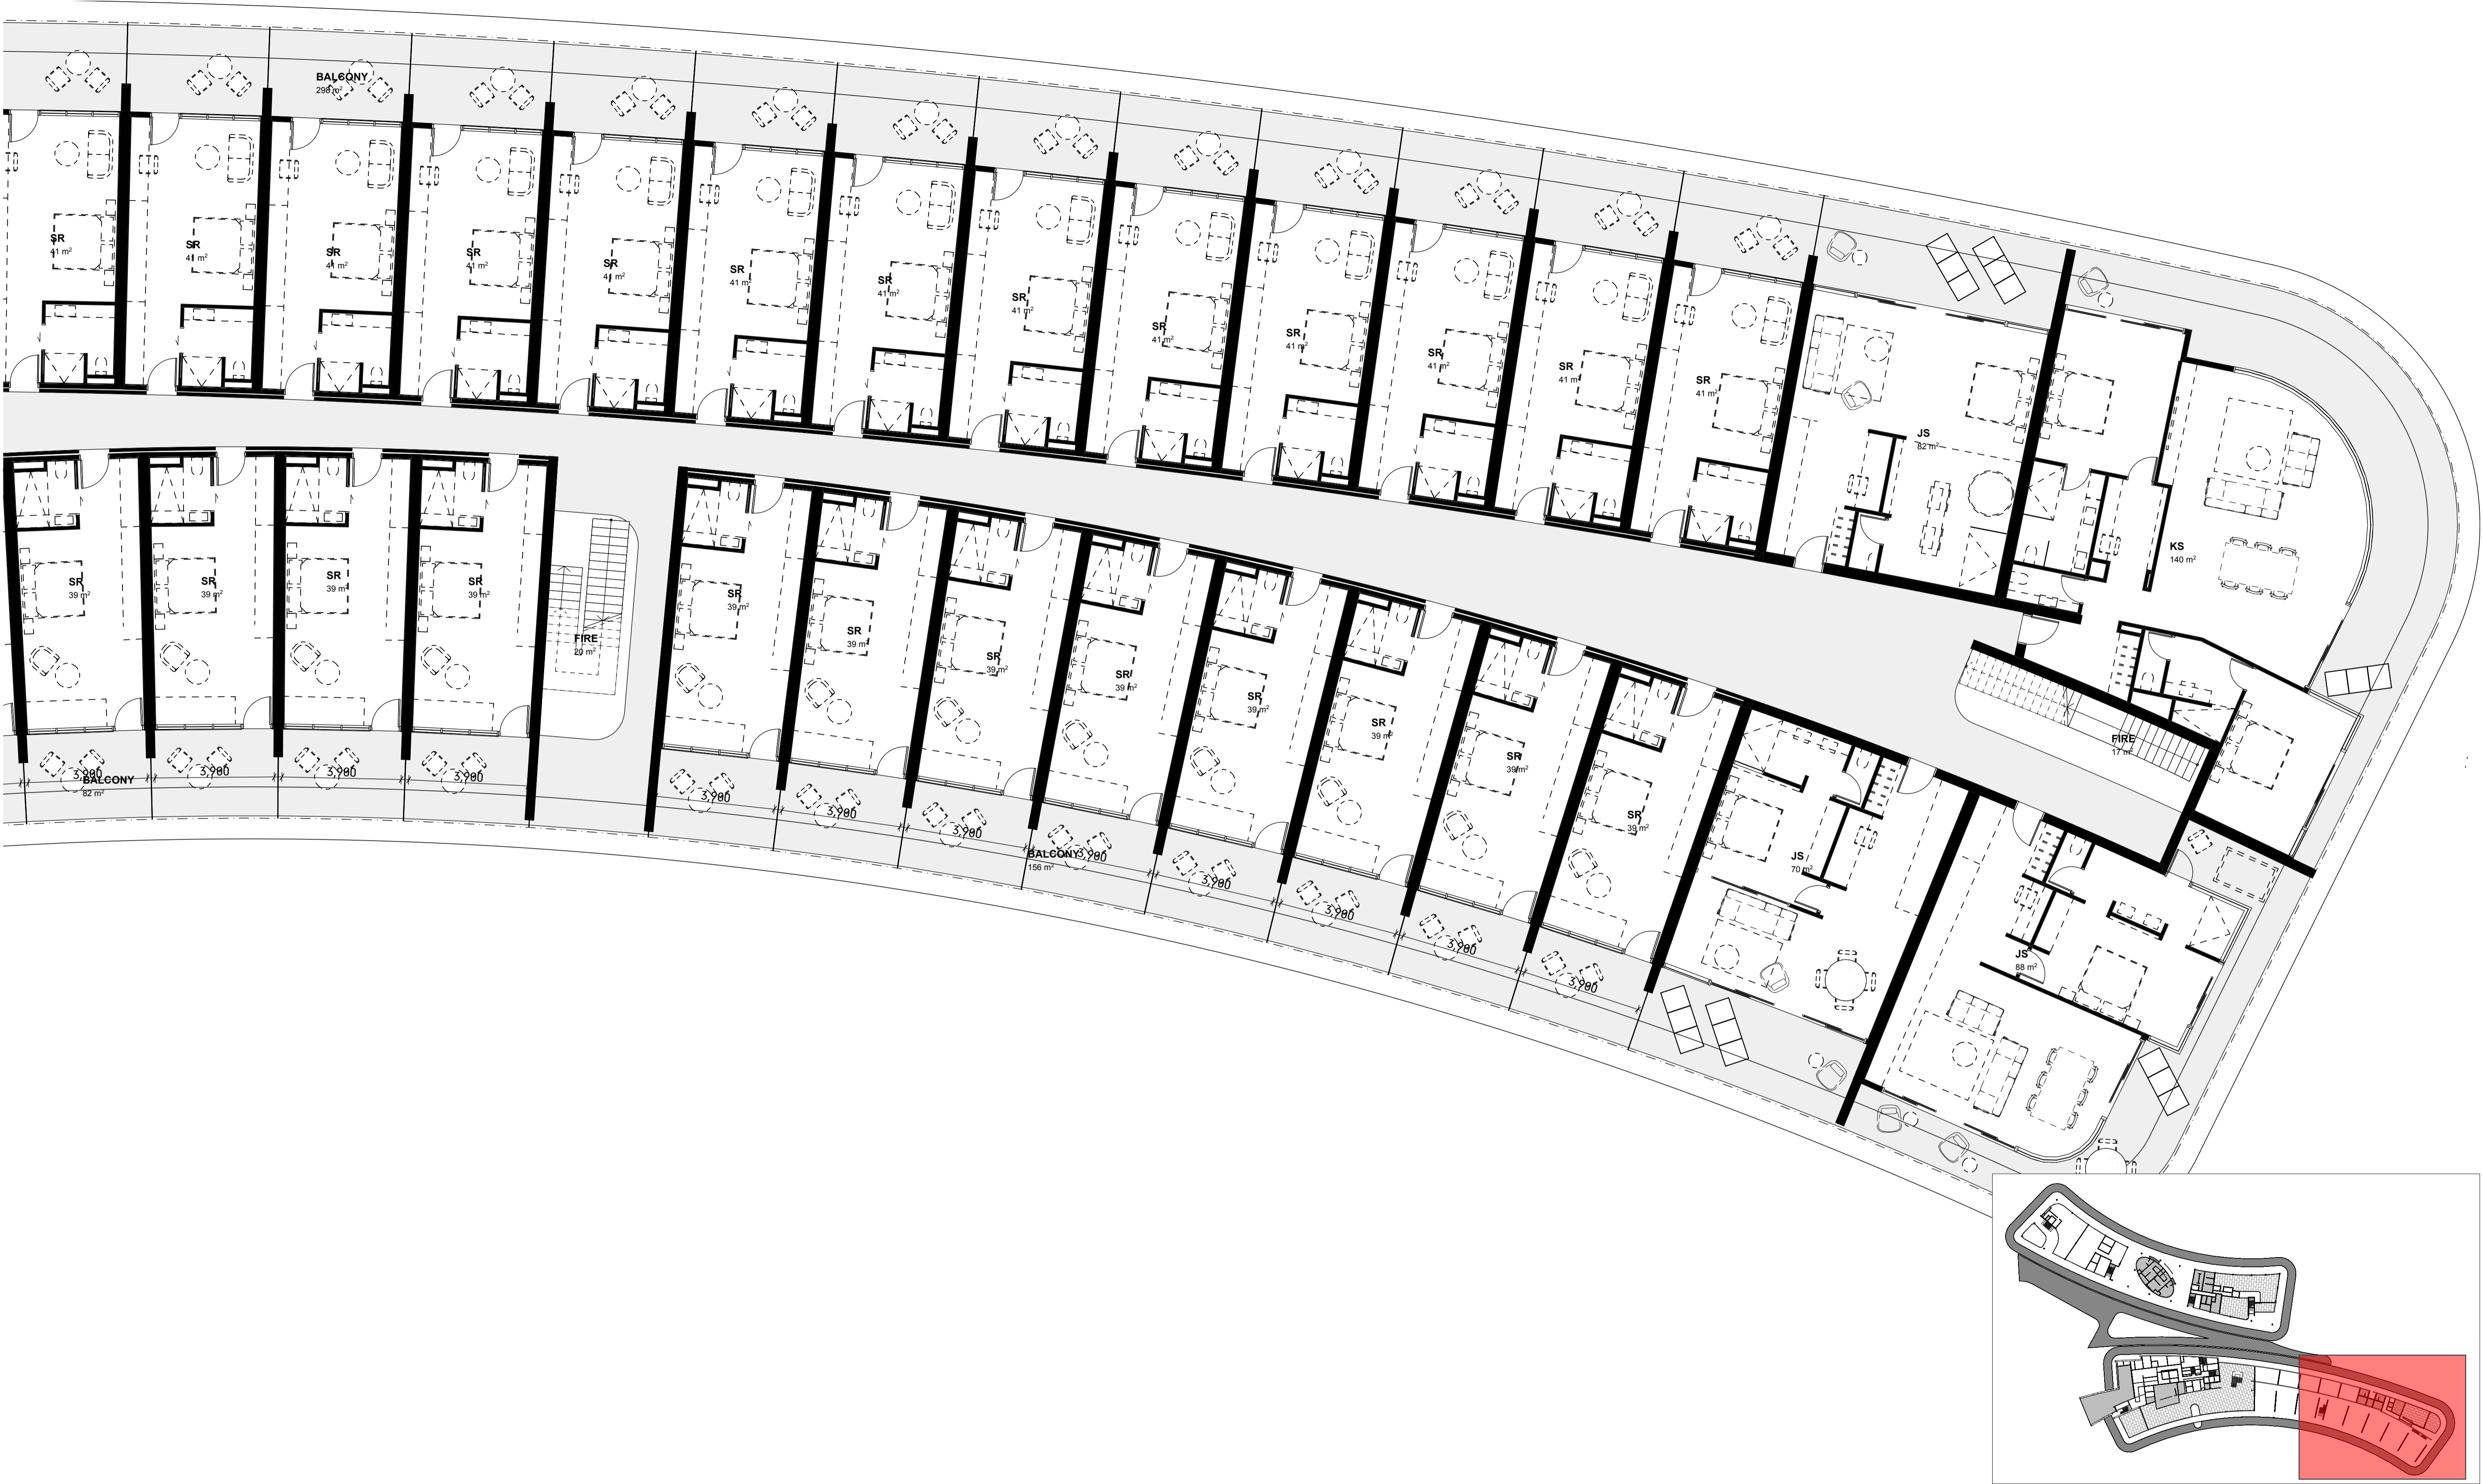 BALCONY
298 m²
SR
41 m²
SR
41 m²
SR
41 m²
SR
41 m²
SR
41 m²
SR
41 m²
SR
41 m²
SR
41 m²
SR
41 m²
SR
41 m²
SR
41 m²
SR
41 m²
SR
41 m²
JS
82 m²
KS
140 m²
SR
39 m²
SR
39 m²
SR
39 m²
SR
39 m²
FIRE
20 m²
SR
39 m²
SR
39 m²
SR
39 m²
SR
39 m²
SR
39 m²
SR
39 m²
SR
39 m²
SR
39 m²
JS
70 m²
JS
88 m²
FIRE
17 m²
3,900
3,900
3,900
3,900
BALCONY
82 m²
3,900
3,900
3,900
3,900
3,900
3,900
3,900
3,900
BALCONY
156 m²